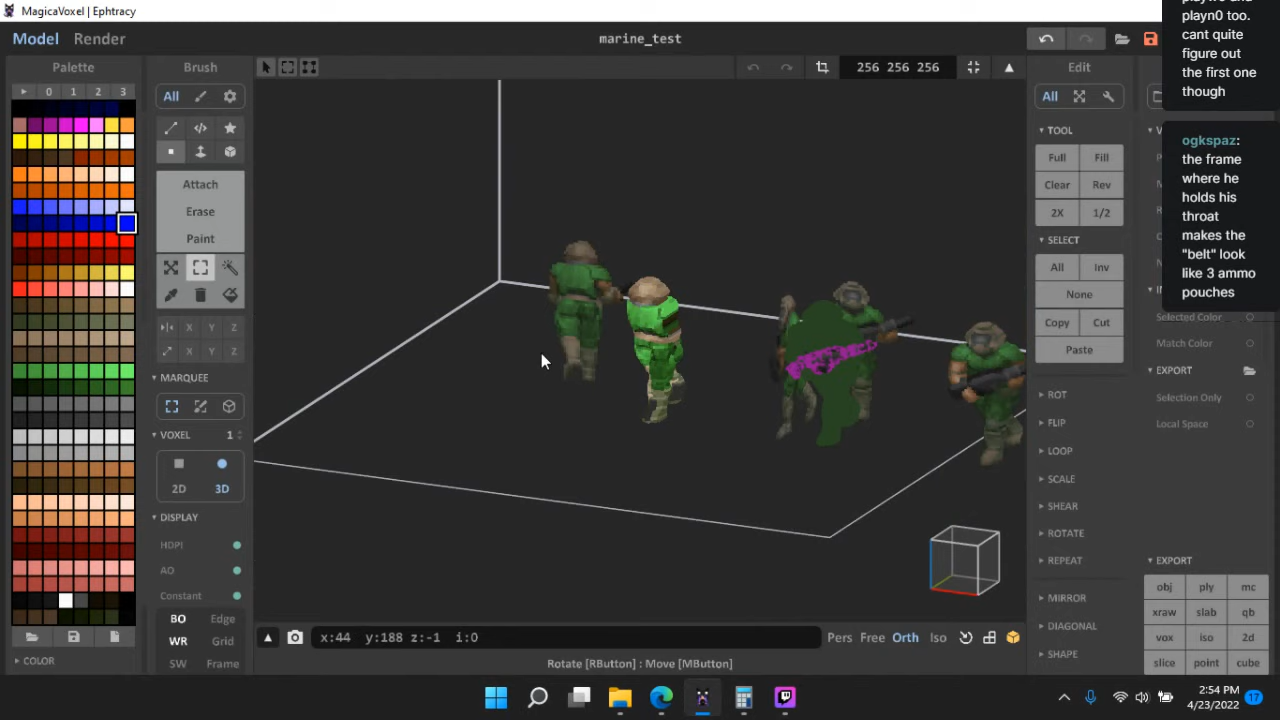 MagicaVoxel | Ephtracy
Model Render
marine_test
playn0 too.
cant quite
figure out
the first one
though
Palette
Brush
256 256 256
Edit
0 1 2 3
All
All
TOOL
Full Fill
Clear Rev
2X 1/2
SELECT
All Inv
None
Copy Cut
Paste
ROT
FLIP
LOOP
SCALE
SHEAR
ROTATE
REPEAT
MIRROR
DIAGONAL
SHAPE
ogkspaz:
the frame
where he
holds his
throat
makes the
"belt" look
like 3 ammo
pouches
Selected Color
Match Color
EXPORT
Selection Only
Local Space
EXPORT
obj ply mc
xraw slab qb
vox iso 2d
slice point cube
Attach
Erase
Paint
X Y Z
X Y Z
MARQUEE
VOXEL 1
2D 3D
DISPLAY
HDPI
AO
Constant
BO Edge
WR Grid
SW Frame
COLOR
x:44 y:188 z:-1 i:0
Pers Free Orth Iso
Rotate [RButton] : Move [MButton]
2:54 PM
4/23/2022
17